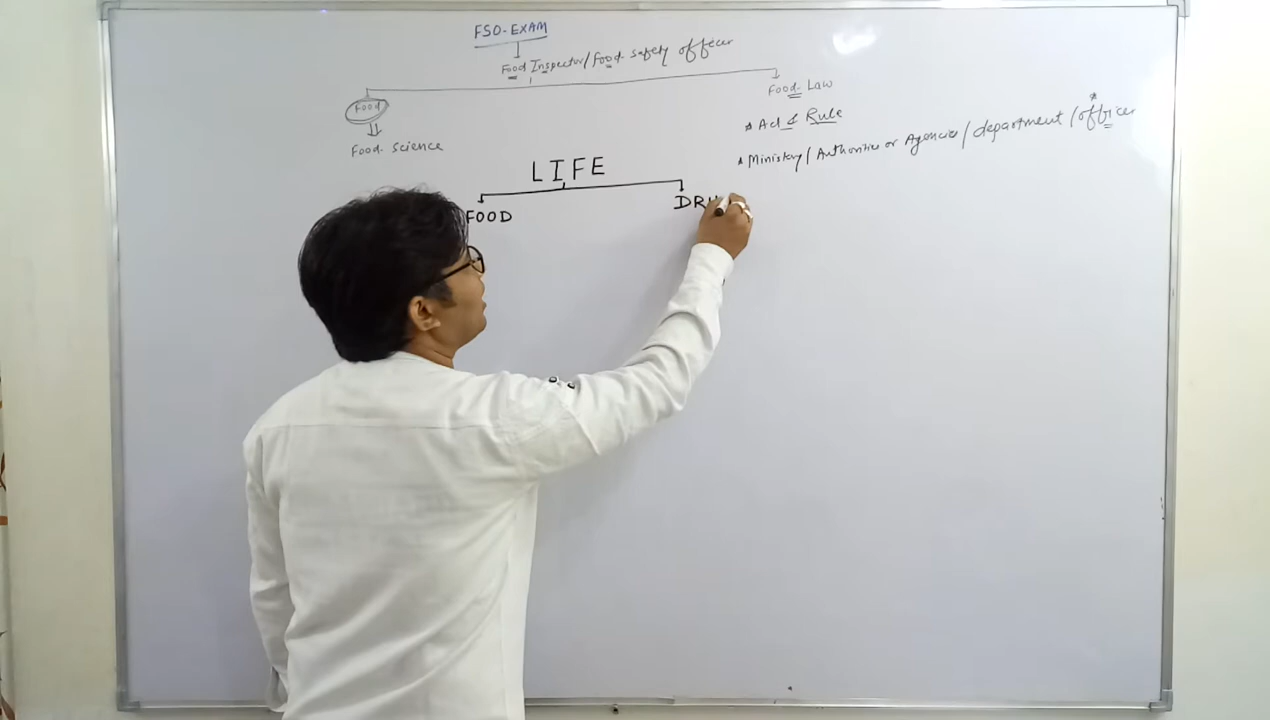 FSO-EXAM
Food Inspector/Food safety officer
Food
Food-Law
Food-Science
* Act & Rule
* Ministry/Authorities or Agencies/department/officer
LIFE
FOOD
DRU